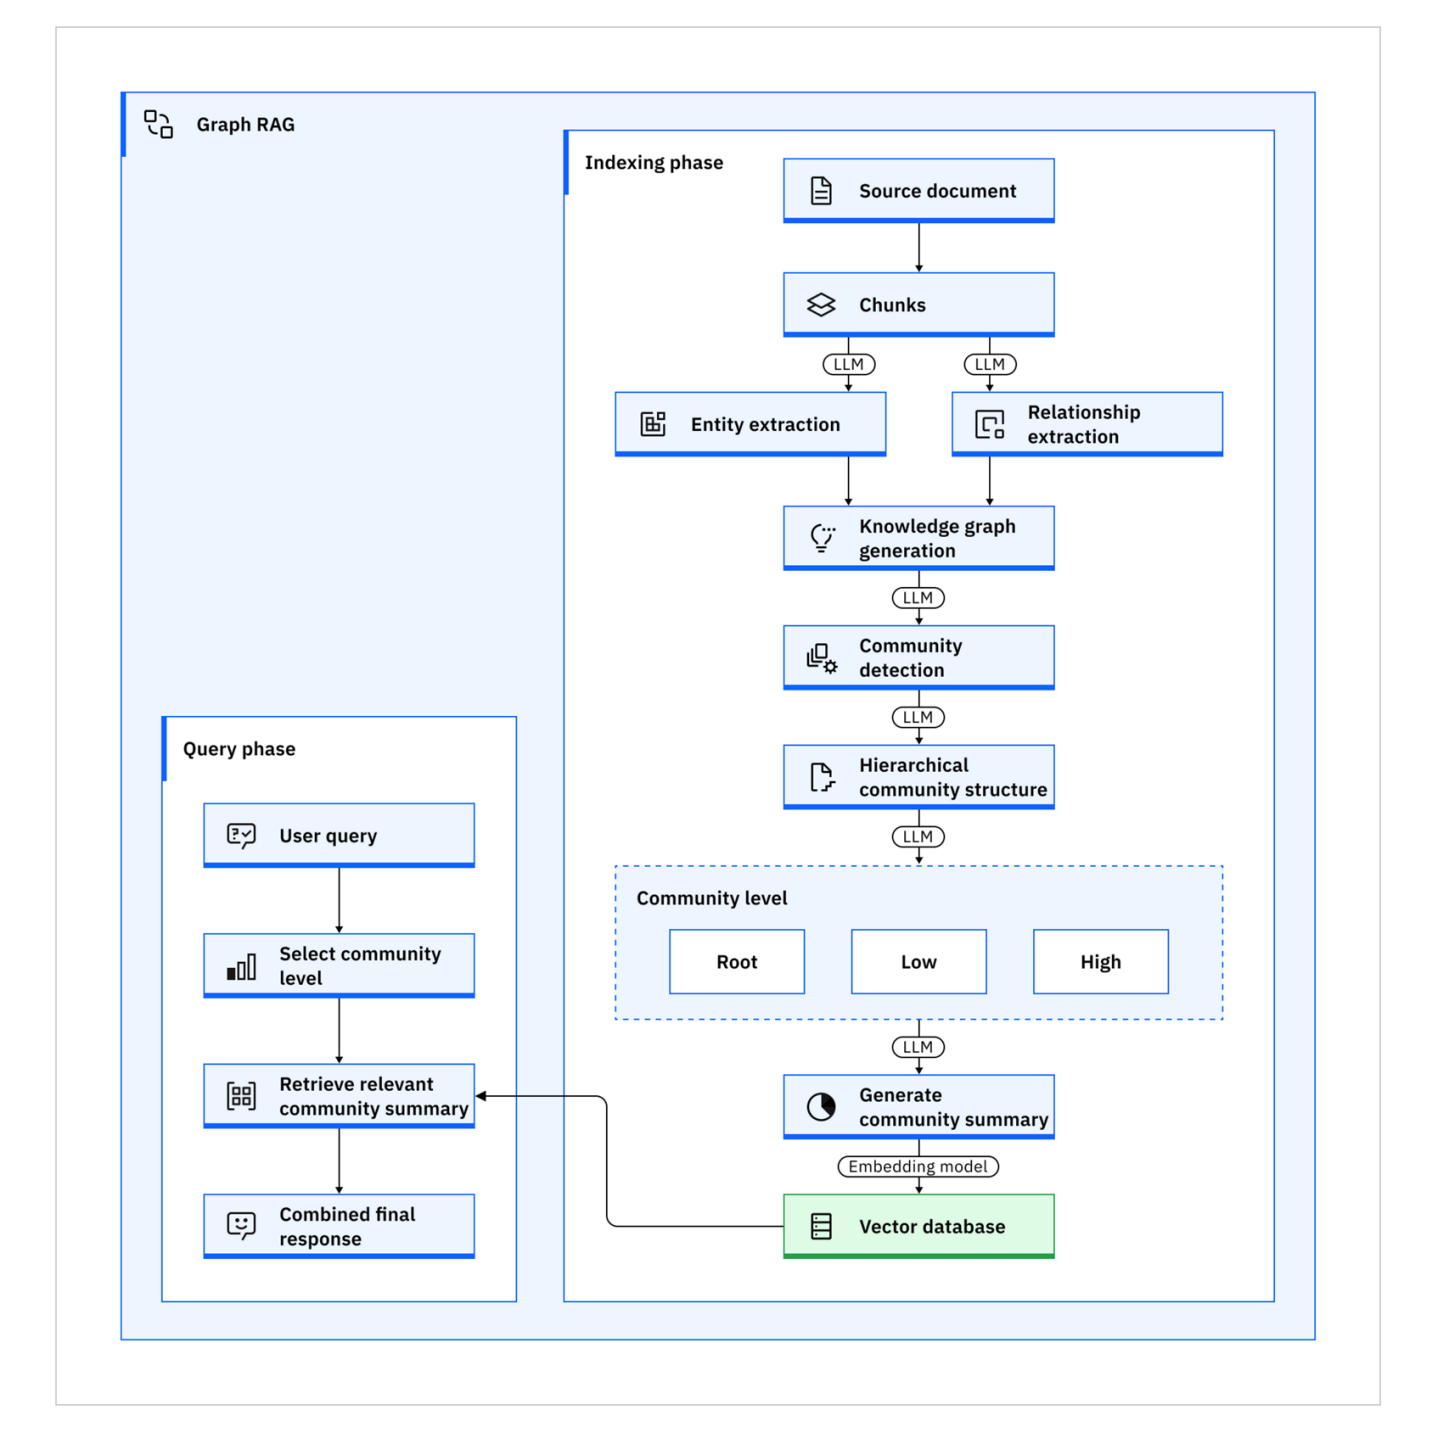 Graph RAG
Indexing phase
Source document
Chunks
LLM
LLM
Entity extraction
Relationship
extraction
Knowledge graph
generation
LLM
Community
detection
LLM
Hierarchical
community structure
LLM
Community level
Root
Low
High
LLM
Generate
community summary
Embedding model
Vector database
Query phase
User query
Select community
level
Retrieve relevant
community summary
Combined final
response